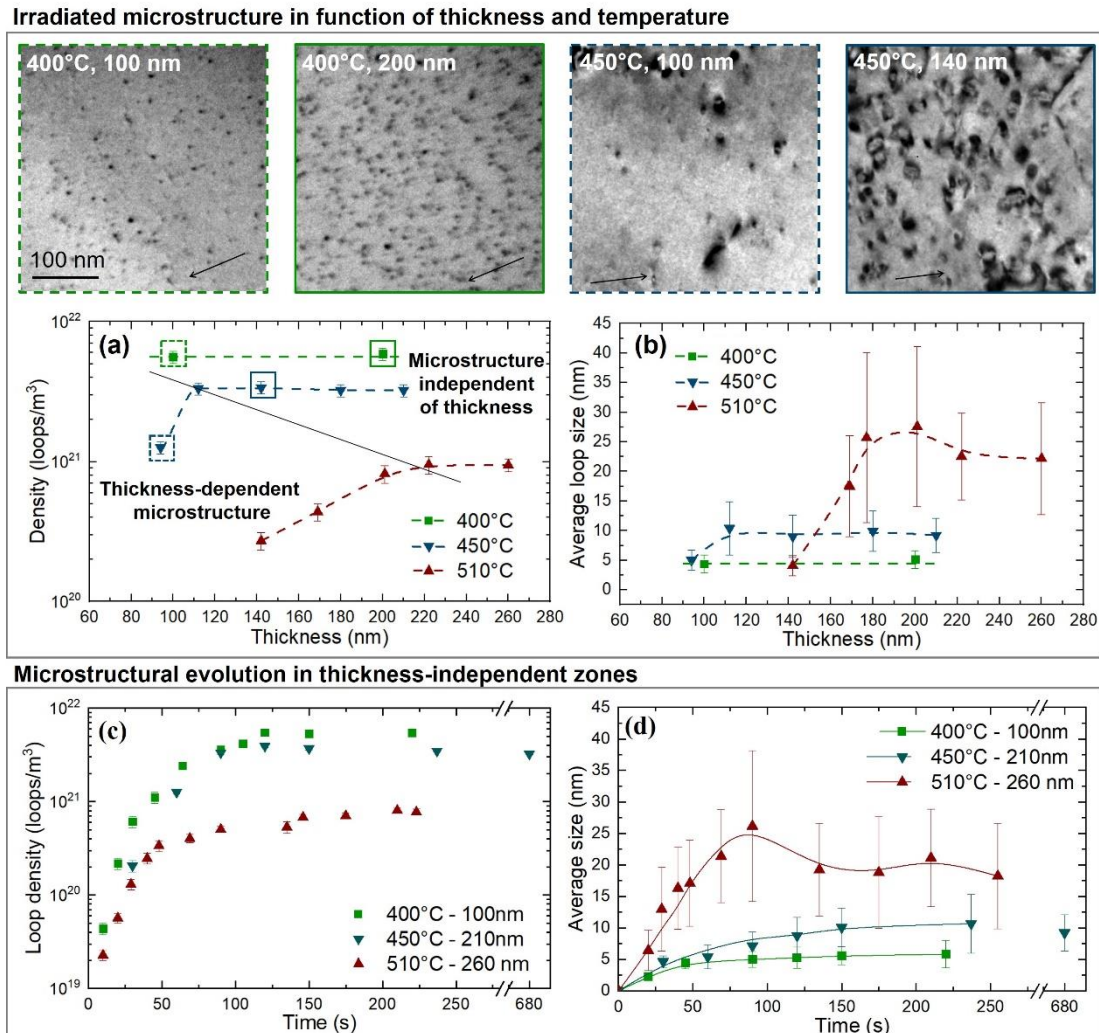 Irradiated microstructure in function of thickness and temperature
400°C, 100 nm
400°C, 200 nm
450°C, 100 nm
450°C, 140 nm
100 nm
(a)
Density (loops/m³)
10²²
10²¹
10²⁰
Microstructure
independent
of thickness
Thickness-dependent
microstructure
400°C
450°C
510°C
60 80 100 120 140 160 180 200 220 240 260 280
Thickness (nm)
(b)
Average loop size (nm)
45
40
35
30
25
20
15
10
5
0
400°C
450°C
510°C
60 80 100 120 140 160 180 200 220 240 260 280
Thickness (nm)
Microstructural evolution in thickness-independent zones
(c)
Loop density (loops/m³)
10²²
10²¹
10²⁰
10¹⁹
400°C - 100nm
450°C - 210nm
510°C - 260 nm
0 50 100 150 200 250 680
Time (s)
(d)
Average size (nm)
45
40
35
30
25
20
15
10
5
0
400°C - 100nm
450°C - 210nm
510°C - 260 nm
0 50 100 150 200 250 680
Time (s)